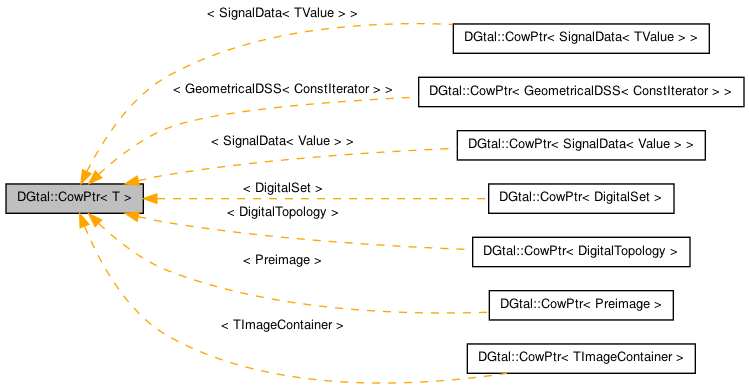 < SignalData< TValue > >
DGtal::CowPtr< SignalData< TValue > >
< GeometricalDSS< ConstIterator > >
DGtal::CowPtr< GeometricalDSS< ConstIterator > >
< SignalData< Value > >
DGtal::CowPtr< SignalData< Value > >
DGtal::CowPtr< T >
< DigitalSet >
DGtal::CowPtr< DigitalSet >
< DigitalTopology >
DGtal::CowPtr< DigitalTopology >
< Preimage >
DGtal::CowPtr< Preimage >
< TImageContainer >
DGtal::CowPtr< TImageContainer >